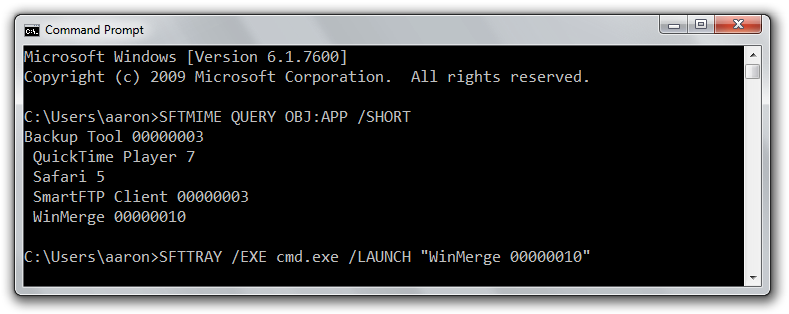 Command Prompt
Microsoft Windows [Version 6.1.7600]
Copyright (c) 2009 Microsoft Corporation.  All rights reserved.
C:\Users\aaron>SFTMIME QUERY OBJ:APP /SHORT
Backup Tool 00000003
QuickTime Player 7
Safari 5
SmartFTP Client 00000003
WinMerge 00000010
C:\Users\aaron>SFTTRAY /EXE cmd.exe /LAUNCH "WinMerge 00000010"